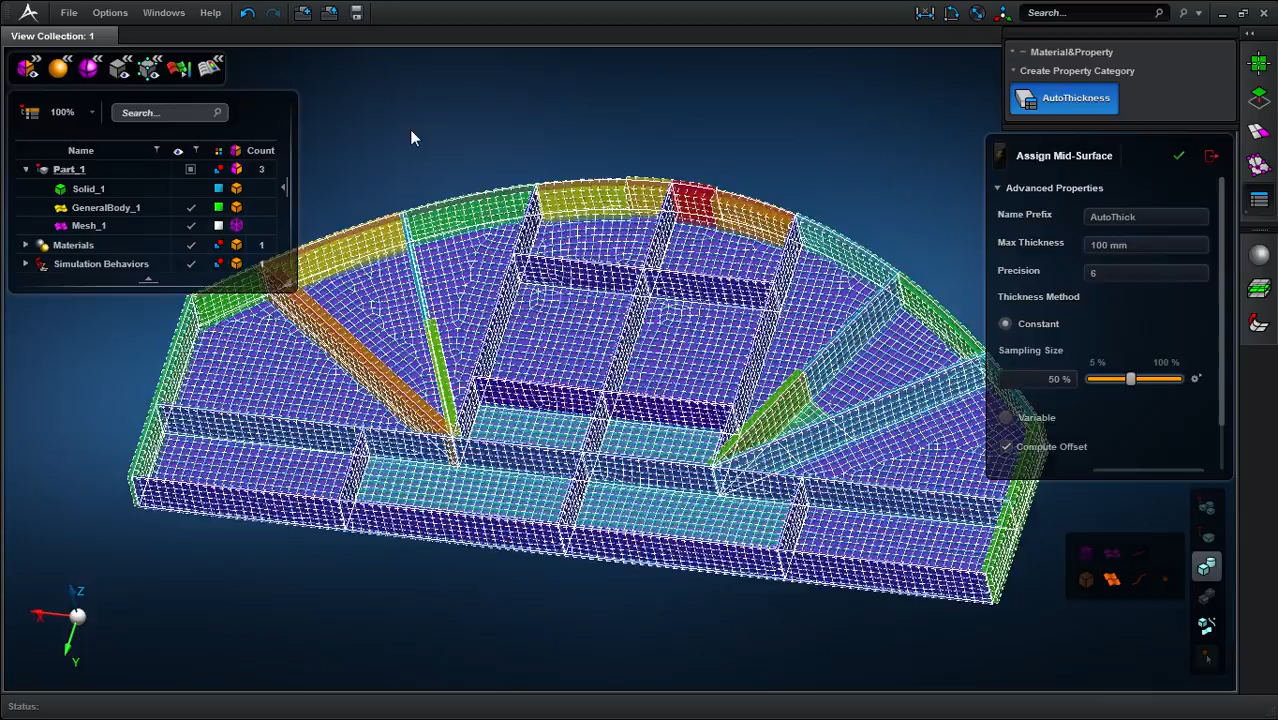 File Options Windows Help
Search...
View Collection: 1
Material&Property
Create Property Category
AutoThickness
100%
Search...
Name Count
Part_1 3
Solid_1
GeneralBody_1
Mesh_1
Materials 1
Simulation Behaviors 1
Assign Mid-Surface
Advanced Properties
Name Prefix AutoThick
Max Thickness 100 mm
Precision 6
Thickness Method
Constant
Sampling Size
5 % 100 %
50 %
Variable
Compute Offset
Z
X
Y
Status: